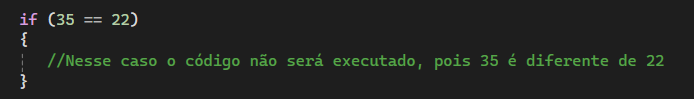 if (35 == 22)
{
//Nesse caso o código não será executado, pois 35 é diferente de 22
}